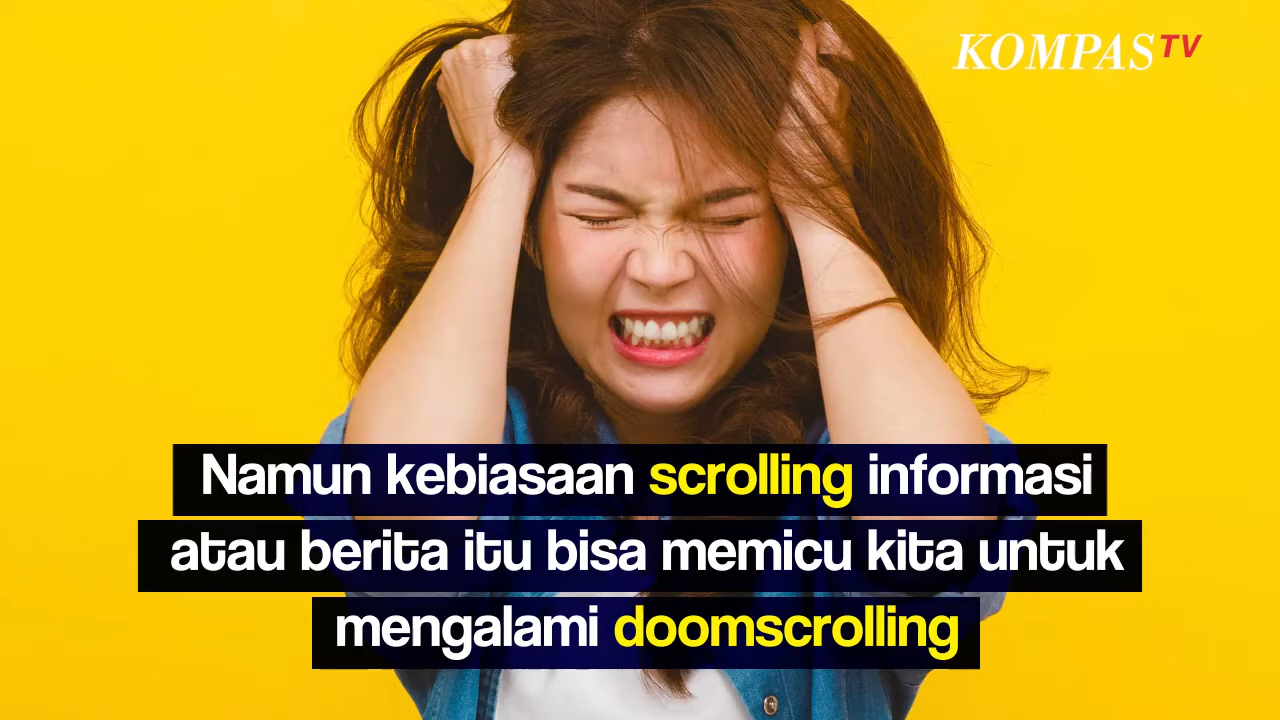 KOMPASTV
Namun kebiasaan scrolling informasi
atau berita itu bisa memicu kita untuk
mengalami doomscrolling